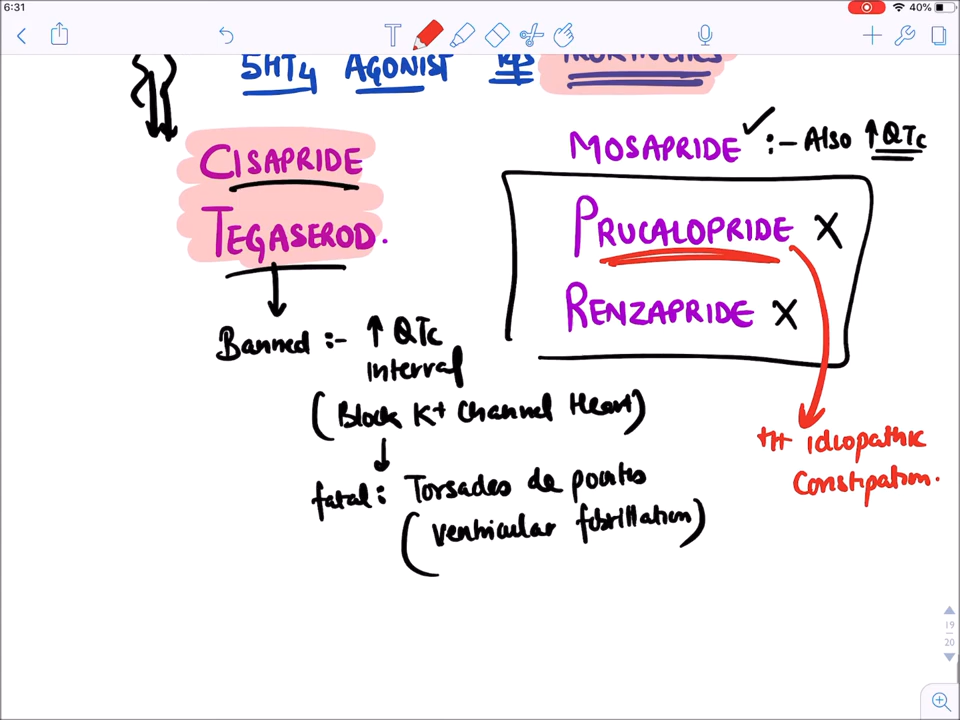 6:31
40%
T
5HT4 AGONIST
CISAPRIDE
TEGASEROD.
Banned :- ↑ QTc
interval
(Block K+ Channel Heart)
↓
fatal: Torsades de pointes
(ventricular fibrillation)
MOSAPRIDE ✓ :- Also ↑QTc
PRUCALOPRIDE X
RENZAPRIDE X
idiopathic
Constipation.
19
20